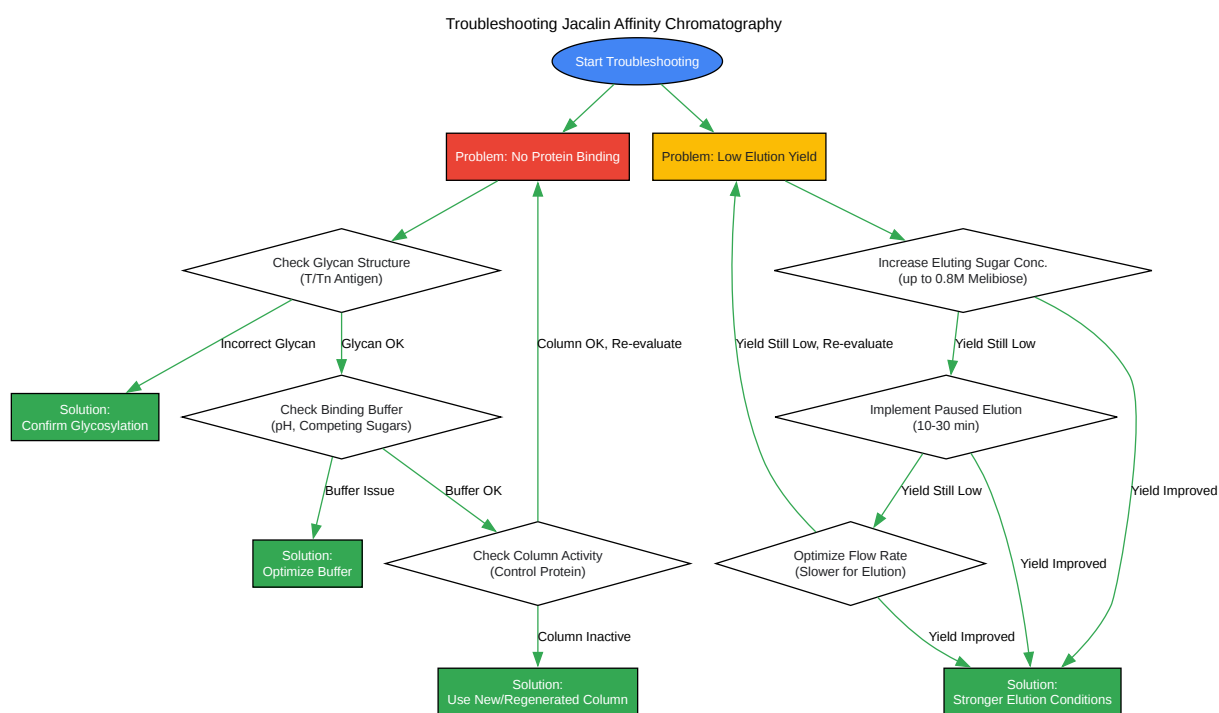 Troubleshooting Jacalin Affinity Chromatography
Start Troubleshooting
Problem: No Protein Binding
Problem: Low Elution Yield
Check Glycan Structure
(T/Tn Antigen)
Increase Eluting Sugar Conc.
(up to 0.8M Melibiose)
Incorrect Glycan
Glycan OK
Column OK, Re-evaluate
Yield Still Low, Re-evaluate
Yield Still Low
Solution:
Confirm Glycosylation
Check Binding Buffer
(pH, Competing Sugars)
Implement Paused Elution
(10-30 min)
Buffer Issue
Buffer OK
Yield Still Low
Yield Improved
Solution:
Optimize Buffer
Check Column Activity
(Control Protein)
Optimize Flow Rate
(Slower for Elution)
Yield Improved
Column Inactive
Yield Improved
Solution:
Use New/Regenerated Column
Solution:
Stronger Elution Conditions